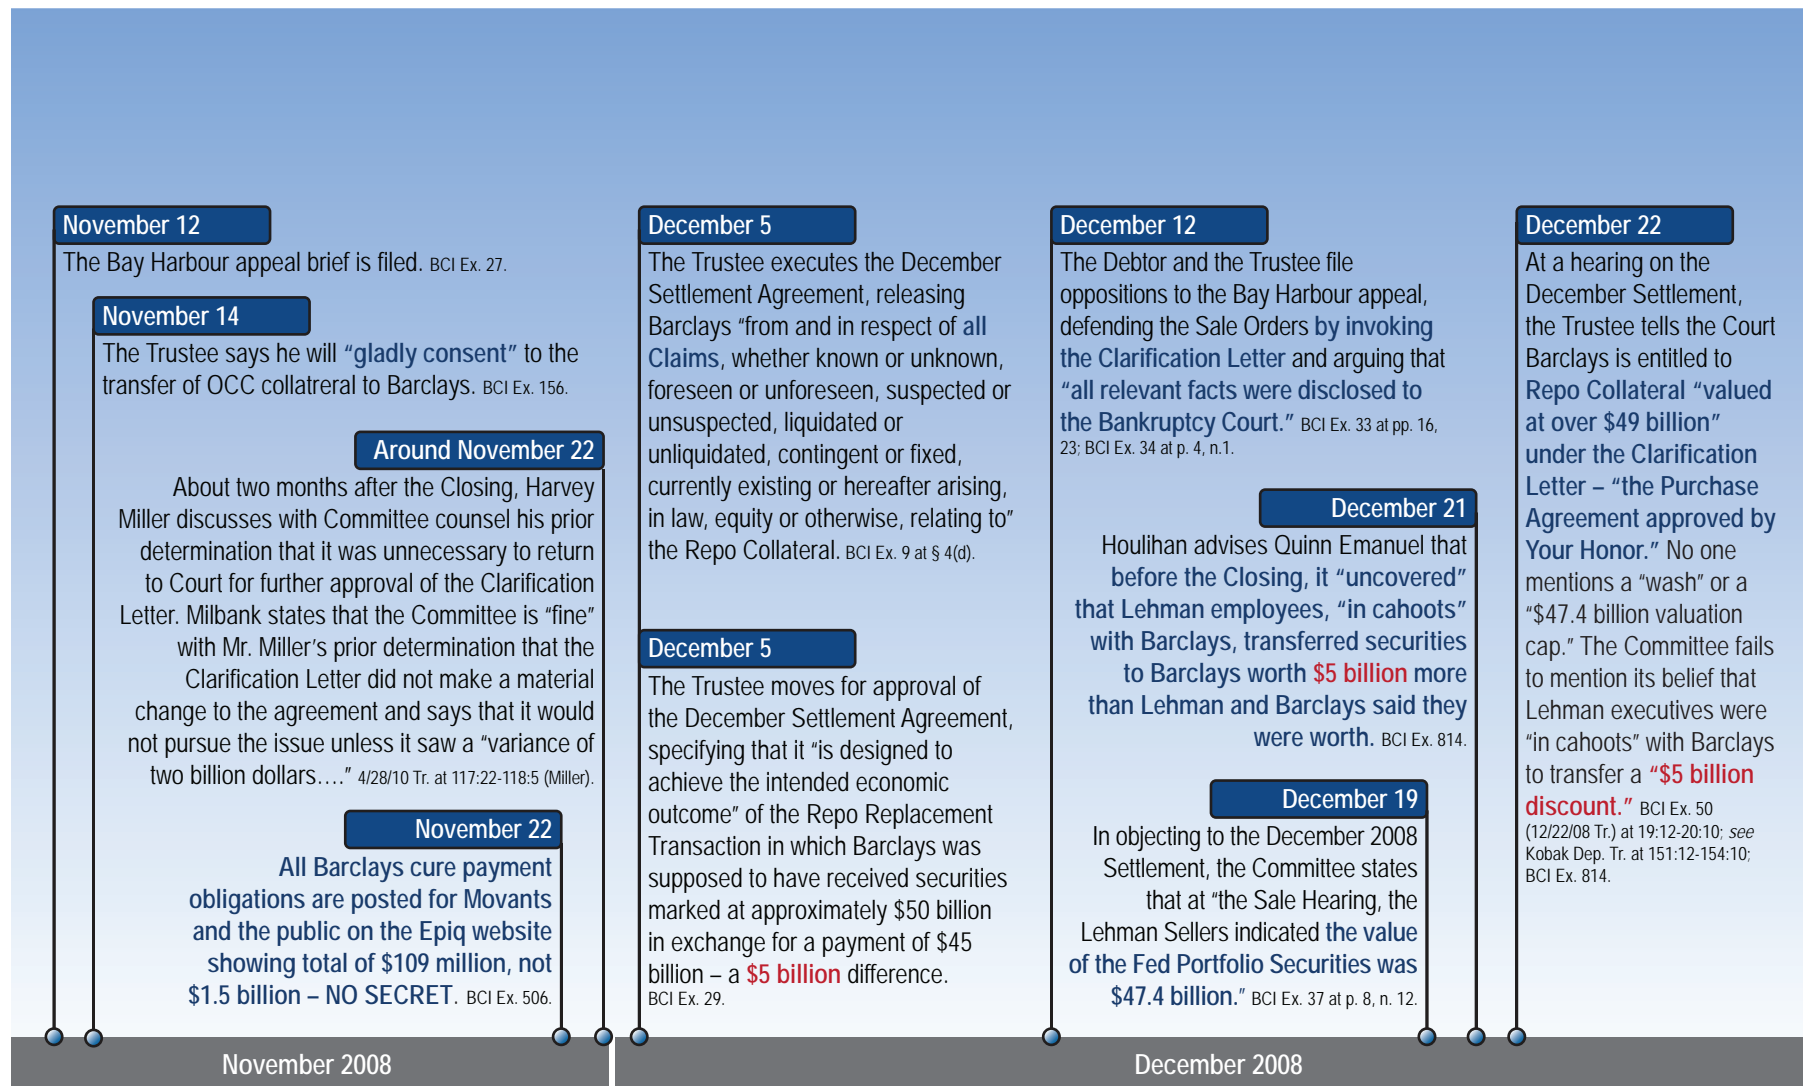 November 12
The Bay Harbour appeal brief is filed. BCI Ex. 27.
November 14
The Trustee says he will “gladly consent” to the
transfer of OCC collatreral to Barclays. BCI Ex. 156.
Around November 22
About two months after the Closing, Harvey
Miller discusses with Committee counsel his prior
determination that it was unnecessary to return
to Court for further approval of the Clarification
Letter. Milbank states that the Committee is “fine”
with Mr. Miller’s prior determination that the
Clarification Letter did not make a material
change to the agreement and says that it would
not pursue the issue unless it saw a “variance of
two billion dollars….” 4/28/10 Tr. at 117:22-118:5 (Miller).
November 22
All Barclays cure payment
obligations are posted for Movants
and the public on the Epiq website
showing total of $109 million, not
$1.5 billion – NO SECRET. BCI Ex. 506.
December 5
The Trustee executes the December
Settlement Agreement, releasing
Barclays “from and in respect of all
Claims, whether known or unknown,
foreseen or unforeseen, suspected or
unsuspected, liquidated or
unliquidated, contingent or fixed,
currently existing or hereafter arising,
in law, equity or otherwise, relating to”
the Repo Collateral. BCI Ex. 9 at § 4(d).
December 5
The Trustee moves for approval of
the December Settlement Agreement,
specifying that it “is designed to
achieve the intended economic
outcome” of the Repo Replacement
Transaction in which Barclays was
supposed to have received securities
marked at approximately $50 billion
in exchange for a payment of $45
billion – a $5 billion difference.
BCI Ex. 29.
December 12
The Debtor and the Trustee file
oppositions to the Bay Harbour appeal,
defending the Sale Orders by invoking
the Clarification Letter and arguing that
“all relevant facts were disclosed to
the Bankruptcy Court.” BCI Ex. 33 at pp. 16,
23; BCI Ex. 34 at p. 4, n.1.
December 21
Houlihan advises Quinn Emanuel that
before the Closing, it “uncovered”
that Lehman employees, “in cahoots”
with Barclays, transferred securities
to Barclays worth $5 billion more
than Lehman and Barclays said they
were worth. BCI Ex. 814.
December 19
In objecting to the December 2008
Settlement, the Committee states
that at “the Sale Hearing, the
Lehman Sellers indicated the value
of the Fed Portfolio Securities was
$47.4 billion.” BCI Ex. 37 at p. 8, n. 12.
December 22
At a hearing on the
December Settlement,
the Trustee tells the Court
Barclays is entitled to
Repo Collateral “valued
at over $49 billion”
under the Clarification
Letter – “the Purchase
Agreement approved by
Your Honor.” No one
mentions a “wash” or a
“$47.4 billion valuation
cap.” The Committee fails
to mention its belief that
Lehman executives were
“in cahoots” with Barclays
to transfer a “$5 billion
discount.” BCI Ex. 50
(12/22/08 Tr.) at 19:12-20:10; see
Kobak Dep. Tr. at 151:12-154:10;
BCI Ex. 814.
November 2008
December 2008